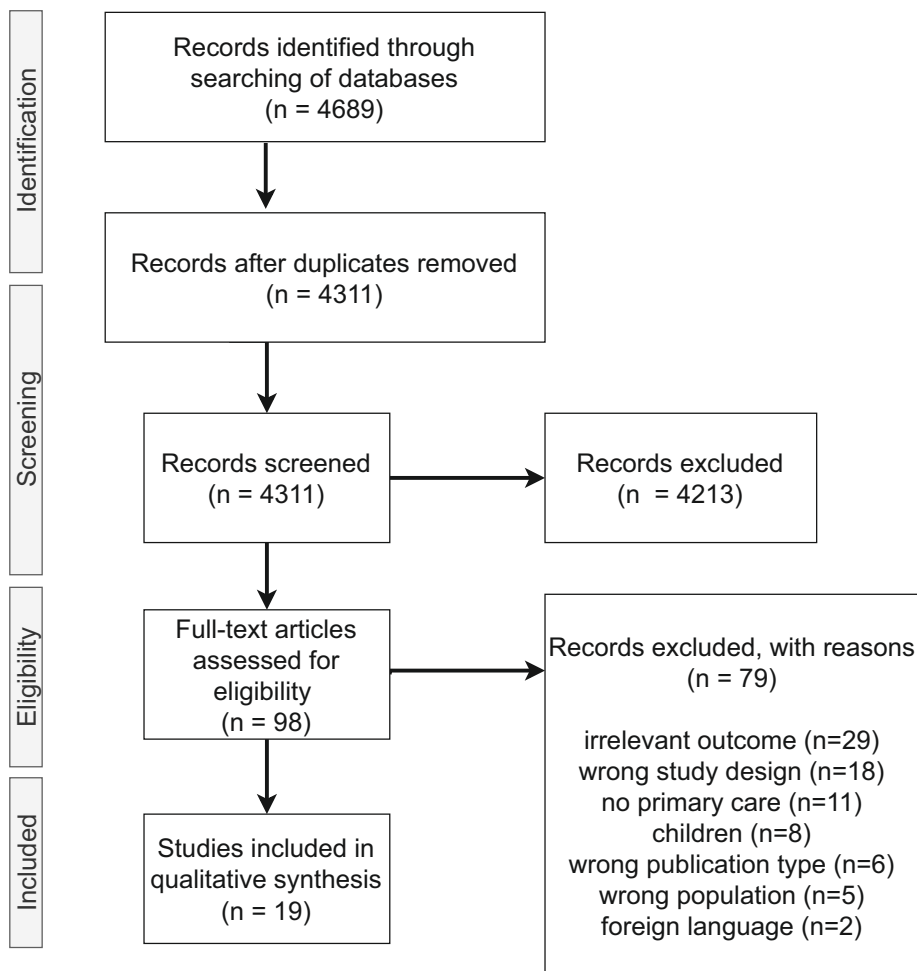 Identification
Records identified through
searching of databases
(n = 4689)
Records after duplicates removed
(n = 4311)
Screening
Records screened
(n = 4311)
Records excluded
(n  = 4213)
Eligibility
Full-text articles
assessed for
eligibility
(n = 98)
Records excluded, with reasons
(n = 79)
irrelevant outcome (n=29)
wrong study design (n=18)
no primary care (n=11)
children (n=8)
wrong publication type (n=6)
wrong population (n=5)
foreign language (n=2)
Included
Studies included in
qualitative synthesis
(n = 19)